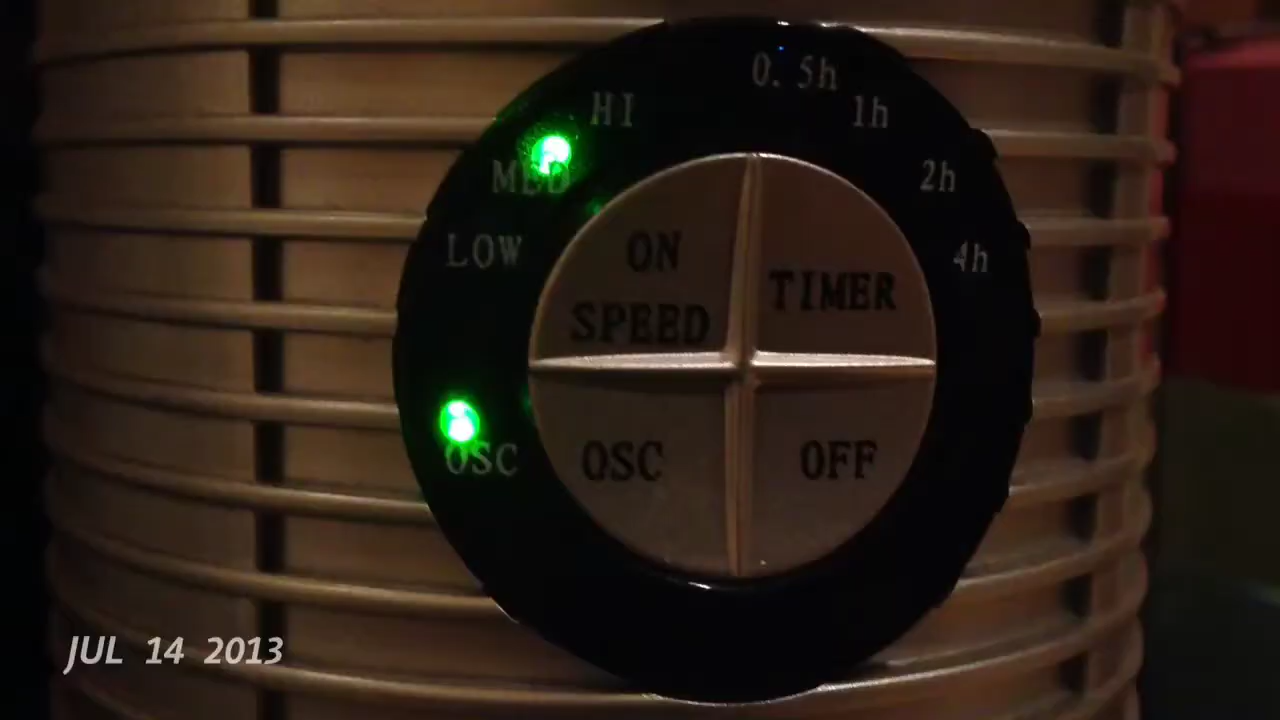 0.5h
HI
1h
MED
2h
LOW
4h
ON
SPEED
TIMER
OSC
OSC
OFF
JUL 14 2013